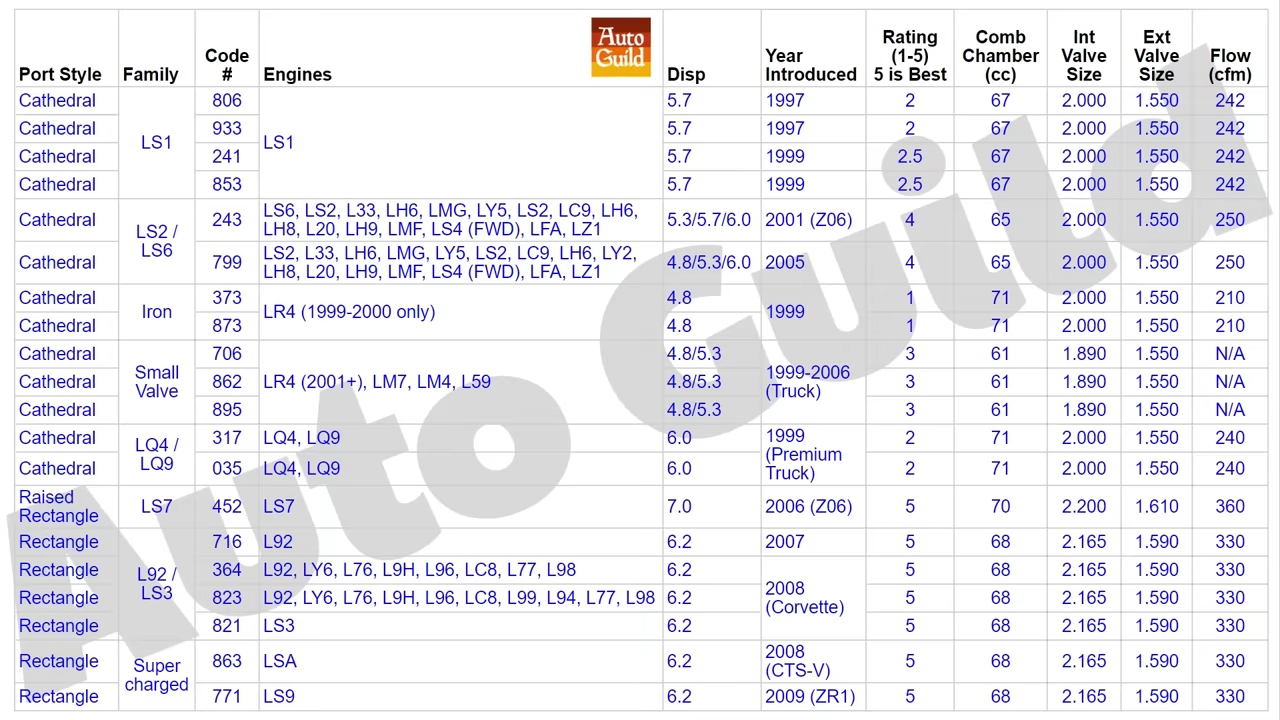 Auto
Guild
Port Style Family Code # Engines Disp Year Introduced Rating (1-5) 5 is Best Comb Chamber (cc) Int Valve Size Ext Valve Size Flow (cfm)
Cathedral LS1 806 LS1 5.7 1997 2 67 2.000 1.550 242
Cathedral 933 5.7 1997 2 67 2.000 1.550 242
Cathedral 241 5.7 1999 2.5 67 2.000 1.550 242
Cathedral 853 5.7 1999 2.5 67 2.000 1.550 242
Cathedral LS2 / LS6 243 LS6, LS2, L33, LH6, LMG, LY5, LS2, LC9, LH6, LH8, L20, LH9, LMF, LS4 (FWD), LFA, LZ1 5.3/5.7/6.0 2001 (Z06) 4 65 2.000 1.550 250
Cathedral 799 LS2, L33, LH6, LMG, LY5, LS2, LC9, LH6, LY2, LH8, L20, LH9, LMF, LS4 (FWD), LFA, LZ1 4.8/5.3/6.0 2005 4 65 2.000 1.550 250
Cathedral Iron 373 LR4 (1999-2000 only) 4.8 1999 1 71 2.000 1.550 210
Cathedral 873 4.8 1 71 2.000 1.550 210
Cathedral Small Valve 706 LR4 (2001+), LM7, LM4, L59 4.8/5.3 1999-2006 (Truck) 3 61 1.890 1.550 N/A
Cathedral 862 4.8/5.3 3 61 1.890 1.550 N/A
Cathedral 895 4.8/5.3 3 61 1.890 1.550 N/A
Cathedral LQ4 / LQ9 317 LQ4, LQ9 6.0 1999 (Premium Truck) 2 71 2.000 1.550 240
Cathedral 035 LQ4, LQ9 6.0 2 71 2.000 1.550 240
Raised Rectangle LS7 452 LS7 7.0 2006 (Z06) 5 70 2.200 1.610 360
Rectangle L92 / LS3 716 L92 6.2 2007 5 68 2.165 1.590 330
Rectangle 364 L92, LY6, L76, L9H, L96, LC8, L77, L98 6.2 2008 (Corvette) 5 68 2.165 1.590 330
Rectangle 823 L92, LY6, L76, L9H, L96, LC8, L99, L94, L77, L98 6.2 5 68 2.165 1.590 330
Rectangle 821 LS3 6.2 5 68 2.165 1.590 330
Rectangle Super charged 863 LSA 6.2 2008 (CTS-V) 5 68 2.165 1.590 330
Rectangle 771 LS9 6.2 2009 (ZR1) 5 68 2.165 1.590 330
Auto Guild